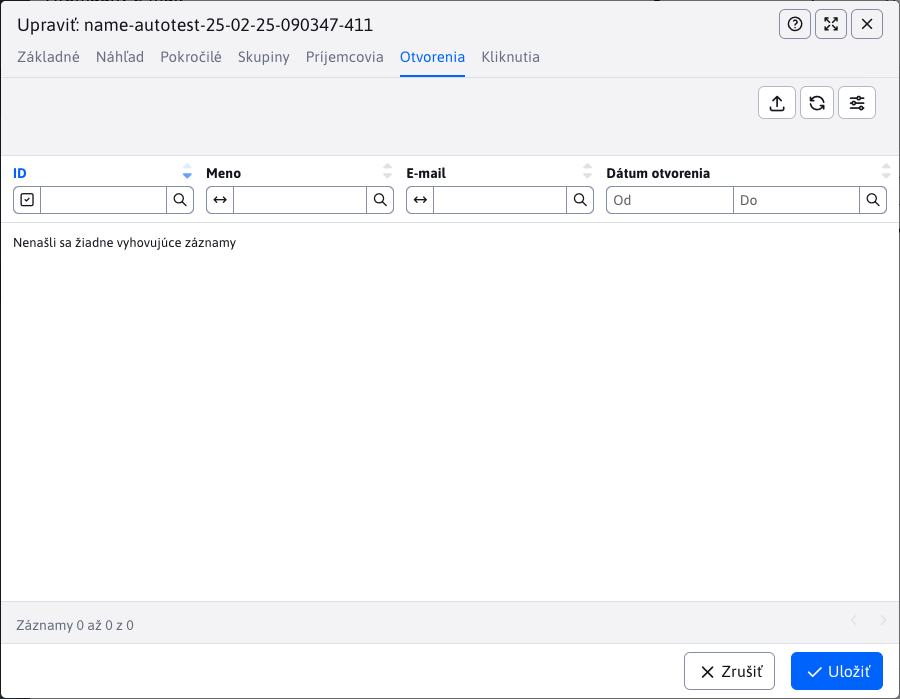 Upraviť: name-autotest-25-02-25-090347-411
Základné Náhľad Pokročilé Skupiny Príjemcovia Otvorenia Kliknutia
ID Meno E-mail Dátum otvorenia
Od Do
Nenašli sa žiadne vyhovujúce záznamy
Záznamy 0 až 0 z 0
Zrušiť Uložiť